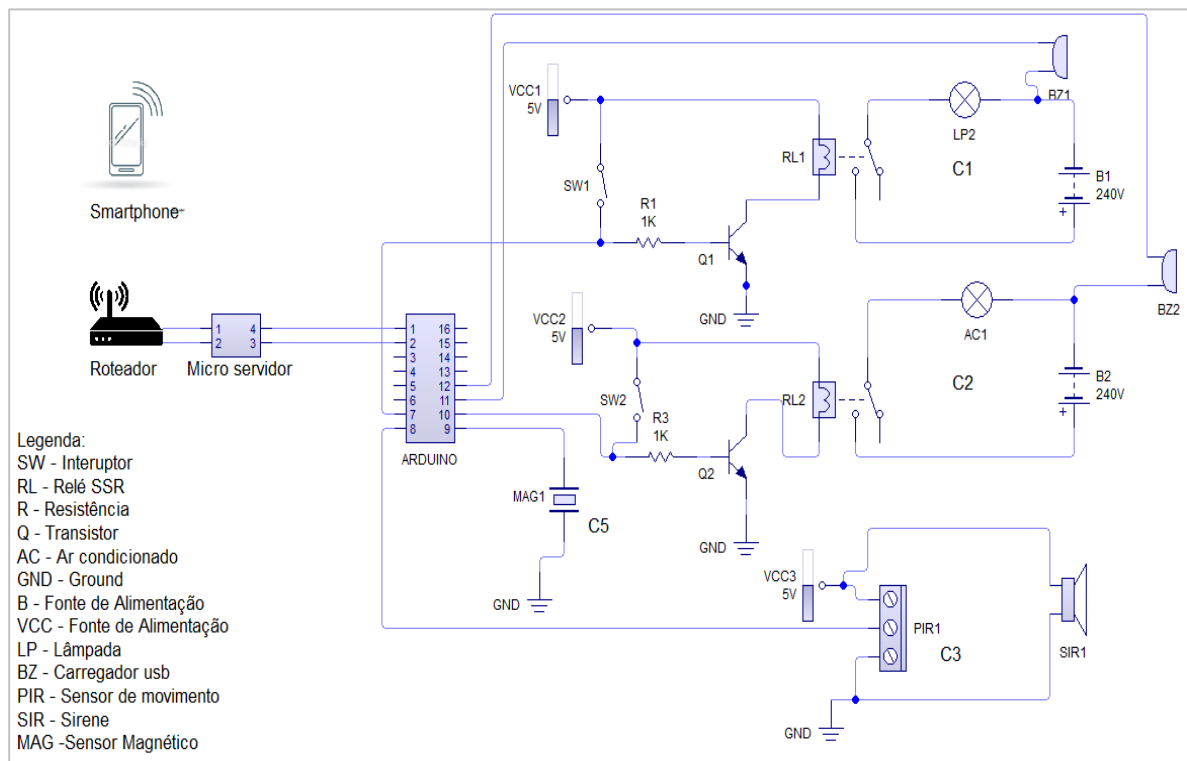 VCC1
5V
SW1
R1
1K
Q1
GND
RL1
LP2
C1
BZ1
B1
240V
+
Smartphone
Roteador
1
2
4
3
Micro servidor
1
2
3
4
5
6
7
8
16
15
14
13
12
11
10
9
ARDUINO
VCC2
5V
SW2
R3
1K
Q2
GND
RL2
AC1
C2
BZ2
B2
240V
+
MAG1
C5
GND
VCC3
5V
PIR1
C3
SIR1
GND
Legenda:
SW - Interuptor
RL - Relé SSR
R - Resistência
Q - Transistor
AC - Ar condicionado
GND - Ground
B - Fonte de Alimentação
VCC - Fonte de Alimentação
LP - Lâmpada
BZ - Carregador usb
PIR - Sensor de movimento
SIR - Sirene
MAG -Sensor Magnético